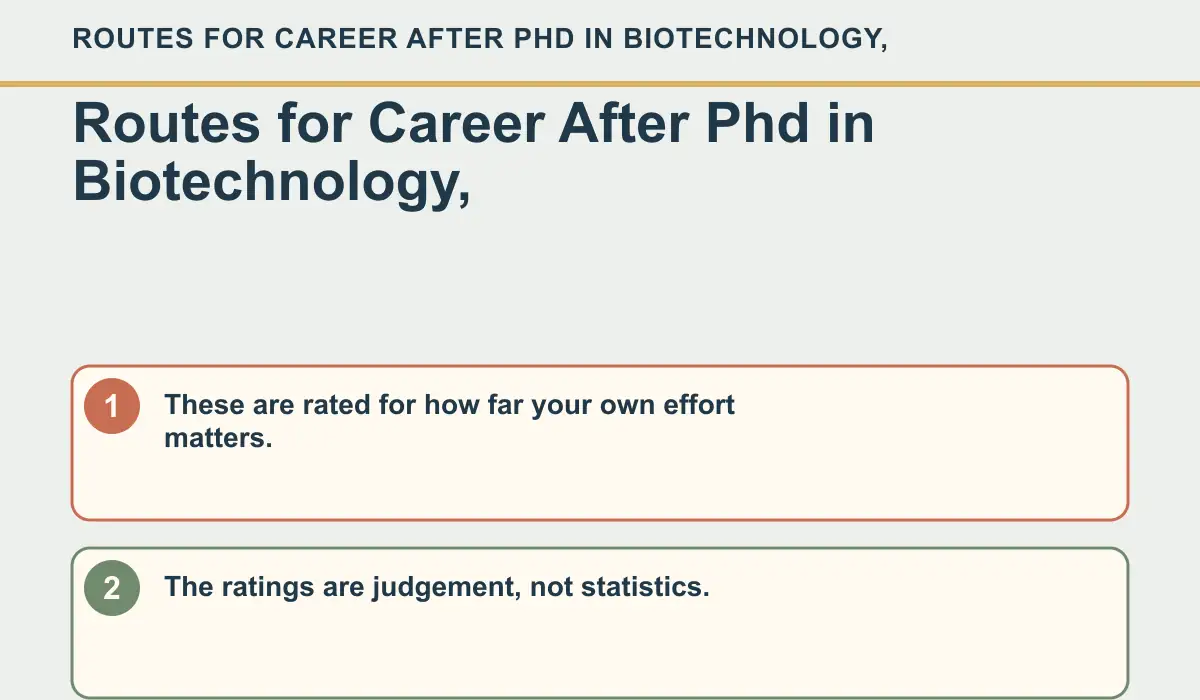 ROUTES FOR CAREER AFTER PHD IN BIOTECHNOLOGY,
Routes for Career After Phd in
Biotechnology,
1
These are rated for how far your own effort
matters.
2
The ratings are judgement, not statistics.